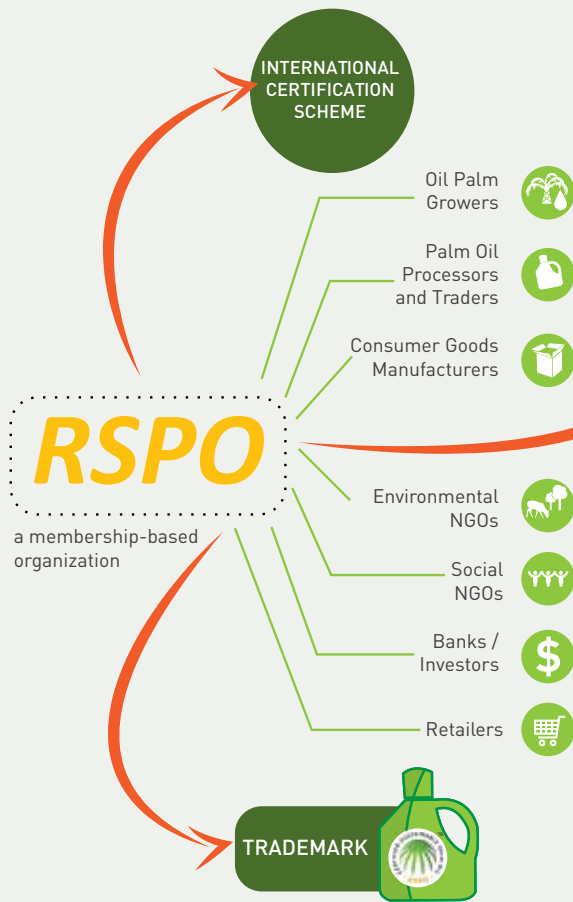 INTERNATIONAL
CERTIFICATION
SCHEME
Oil Palm
Growers
Palm Oil
Processors
and Traders
Consumer Goods
Manufacturers
RSPO
a membership-based
organization
Environmental
NGOs
Social
NGOs
$
Banks /
Investors
Retailers
TRADEMARK
RSPO